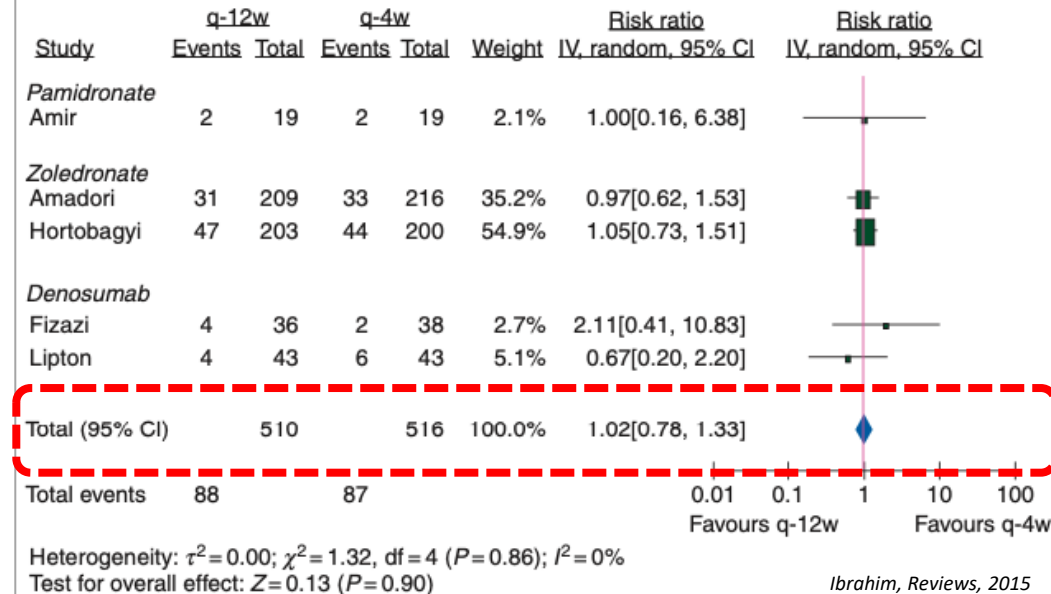 q-12w q-4w Risk ratio Risk ratio
Study Events Total Events Total Weight IV, random, 95% CI IV, random, 95% CI
Pamidronate
Amir 2 19 2 19 2.1% 1.00[0.16, 6.38]
Zoledronate
Amadori 31 209 33 216 35.2% 0.97[0.62, 1.53]
Hortobagyi 47 203 44 200 54.9% 1.05[0.73, 1.51]
Denosumab
Fizazi 4 36 2 38 2.7% 2.11[0.41, 10.83]
Lipton 4 43 6 43 5.1% 0.67[0.20, 2.20]
Total (95% CI) 510 516 100.0% 1.02[0.78, 1.33]
Total events 88 87 0.01 0.1 1 10 100
Favours q-12w Favours q-4w
Heterogeneity: τ²=0.00; χ²=1.32, df=4 (P=0.86); I²=0%
Test for overall effect: Z=0.13 (P=0.90) Ibrahim, Reviews, 2015